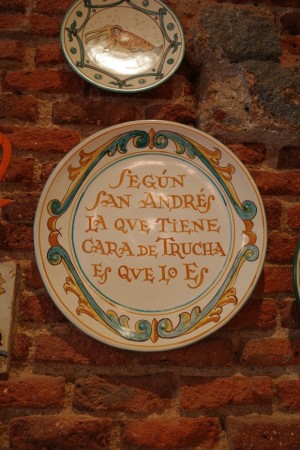 SEGÚN
SAN ANDRÉS
LA QUE TIENE
CARA DE TRUCHA
ES QUE LO ES